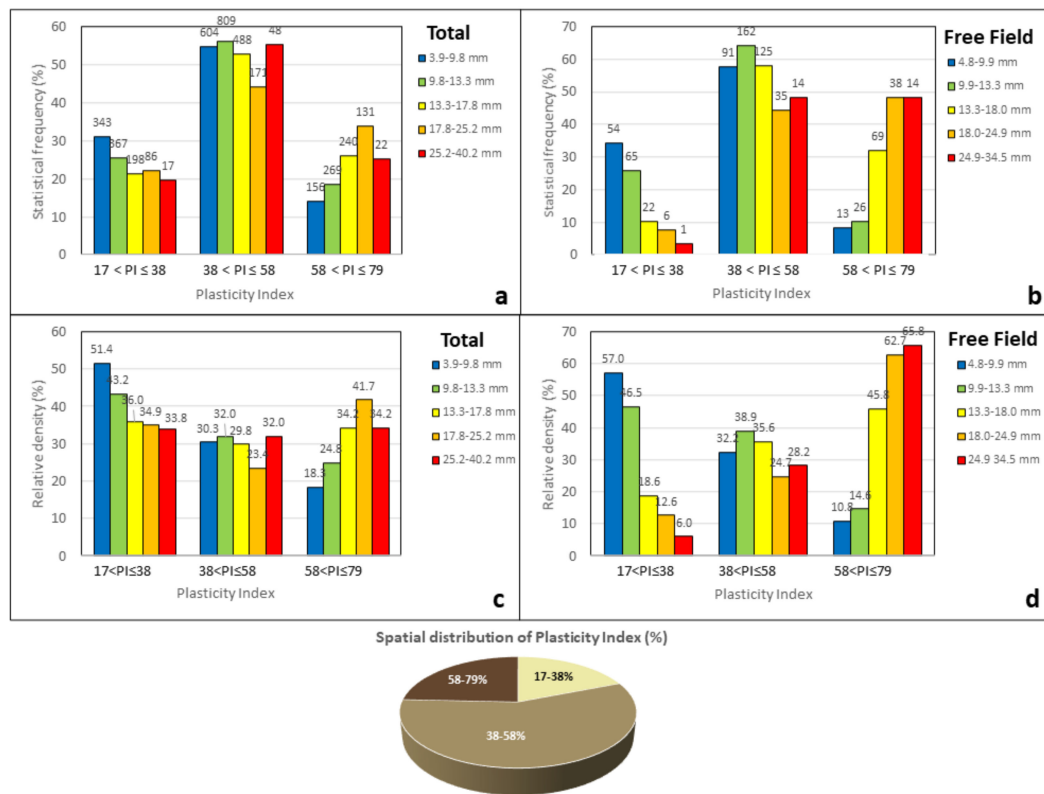 Total
3.9-9.8 mm
9.8-13.3 mm
13.3-17.8 mm
17.8-25.2 mm
25.2-40.2 mm
Statistical frequency (%)
60
50
40
30
20
10
0
343
367
198
86
17
604
809
488
171
48
156
269
240
131
22
17 < PI ≤ 38
38 < PI ≤ 58
58 < PI ≤ 79
Plasticity Index
a
Free Field
4.8-9.9 mm
9.9-13.3 mm
13.3-18.0 mm
18.0-24.9 mm
24.9-34.5 mm
Statistical frequency (%)
70
60
50
40
30
20
10
0
54
65
22
6
1
91
162
125
35
14
13
26
69
38
14
17 < PI ≤ 38
38 < PI ≤ 58
58 < PI ≤ 79
Plasticity Index
b
Total
3.9-9.8 mm
9.8-13.3 mm
13.3-17.8 mm
17.8-25.2 mm
25.2-40.2 mm
Relative density (%)
60
50
40
30
20
10
0
51.4
43.2
36.0
34.9
33.8
30.3
32.0
29.8
23.4
32.0
18.3
24.8
34.2
41.7
34.2
17<PI≤38
38<PI≤58
58<PI≤79
Plasticity Index
c
Free Field
4.8-9.9 mm
9.9-13.3 mm
13.3-18.0 mm
18.0-24.9 mm
24.9 34.5 mm
Relative density (%)
70
60
50
40
30
20
10
0
57.0
46.5
18.6
12.6
6.0
32.2
38.9
35.6
24.7
28.2
10.8
14.6
45.8
62.7
65.8
17<PI≤38
38<PI≤58
58<PI≤79
Plasticity Index
d
Spatial distribution of Plasticity Index (%)
58-79%
17-38%
38-58%